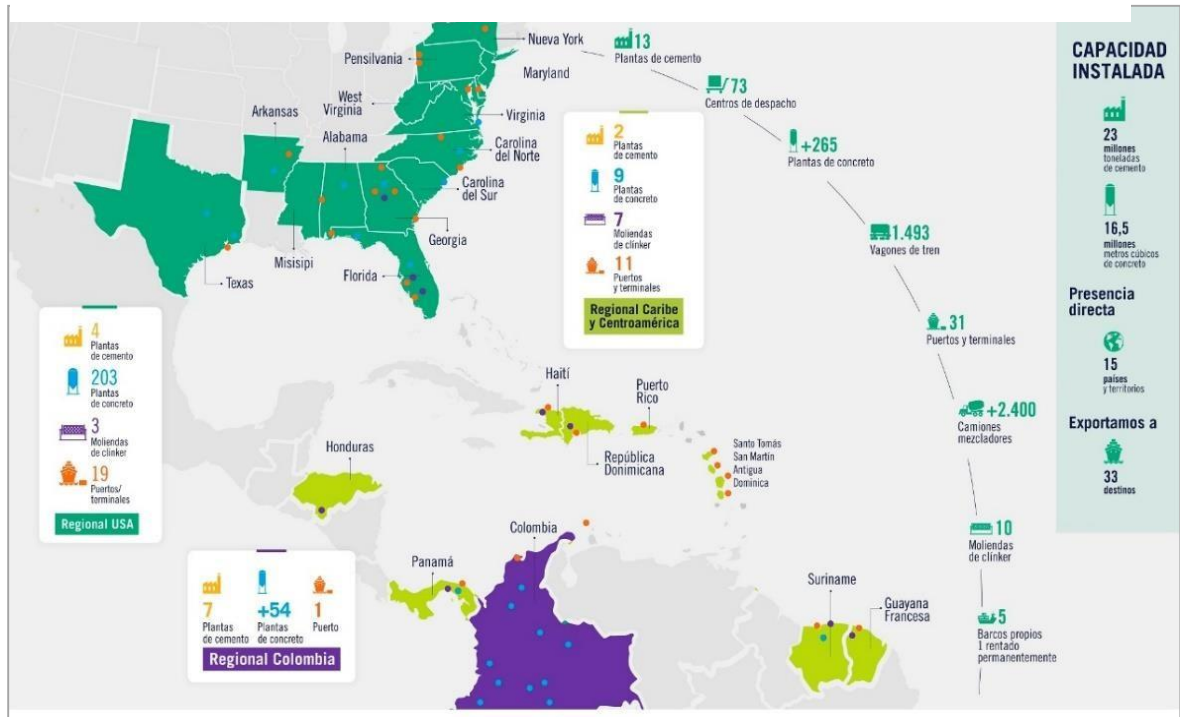 Nueva York
Pensilvania
Maryland
West
Virginia
Arkansas
Virginia
Alabama
Carolina
del Norte
Carolina
del Sur
Georgia
Misisipi
Texas
Florida
13
Plantas de cemento
73
Centros de despacho
+265
Plantas de concreto
1.493
Vagones de tren
31
Puertos y terminales
+2.400
Camiones
mezcladores
10
Moliendas
de clínker
5
Barcos propios
1 rentado
permanentemente
CAPACIDAD
INSTALADA
23
millones
toneladas
de cemento
16,5
millones
metros cúbicos
de concreto
Presencia
directa
15
países
y territorios
Exportamos a
33
destinos
2
Plantas
de cemento
9
Plantas
de concreto
7
Moliendas
de clínker
11
Puertos
y terminales
Regional Caribe
y Centroamérica
4
Plantas
de cemento
203
Plantas
de concreto
3
Moliendas
de clinker
19
Puertos/
terminales
Regional USA
Haití
Puerto
Rico
República
Donimicana
Santo Tomás
San Martín
Antigua
Dominica
Honduras
Colombia
Panamá
Suriname
Guayana
Francesa
7
Plantas
de cemento
+54
Plantas
de concreto
1
Puerto
Regional Colombia